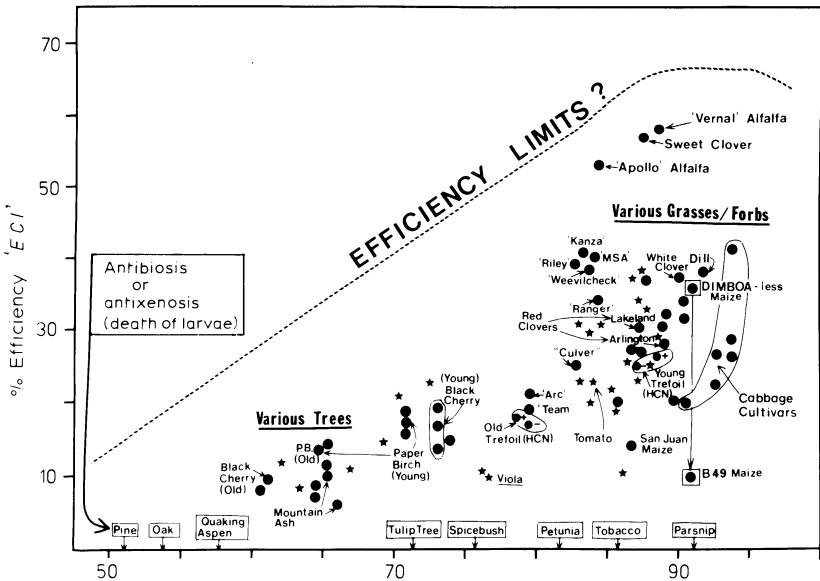 70
50
30
10
% Efficiency 'ECI'
EFFICIENCY LIMITS ?
'Vernal' Alfalfa
Sweet Clover
'Apollo' Alfalfa
Various Grasses/Forbs
Antibiosis
or
antixenosis
(death of larvae)
'Kanza'
MSA'
'Riley'
'Weevilcheck'
White
Clover
Dill
DIMBOA-less
Maize
'Ranger'
Red
Clovers
Lakeland
Arlington
"Culver"
Young
Trefoil
(HCN)
+
-
Cabbage
Cultivars
(Young)
Black
Cherry
'Arc'
'Team
Old
Trefoil(HCN)
+
-
Tomato
San Juan
Maize
B49 Maize
Various Trees
P.B.
(Old)
Paper
Birch
(Young)
Black
Cherry
(Old)
Mountain
Ash
Viola
Pine
Oak
Quaking
Aspen
TulipTree
Spicebush
Petunia
Tobacco
Parsnip
50
60
70
80
90